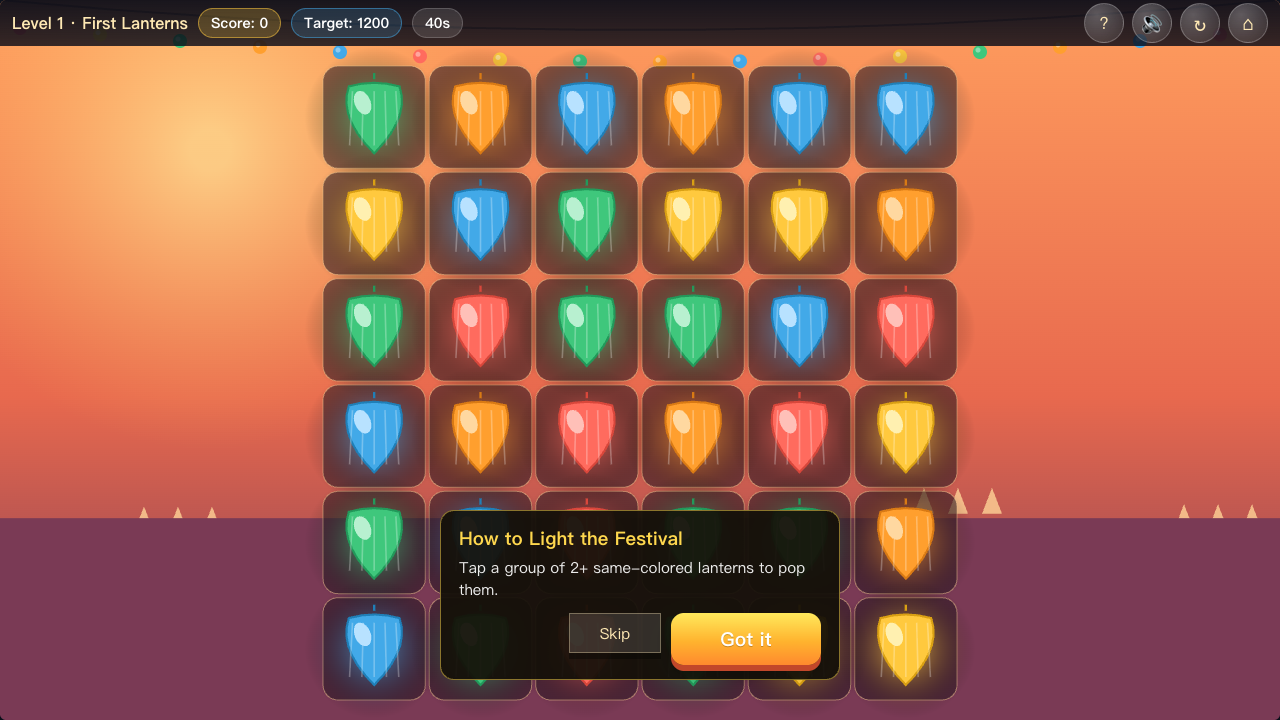 Level 1 · First Lanterns
Score: 0
Target: 1200
40s
?
How to Light the Festival
Tap a group of 2+ same-colored lanterns to pop
them.
Skip
Got it